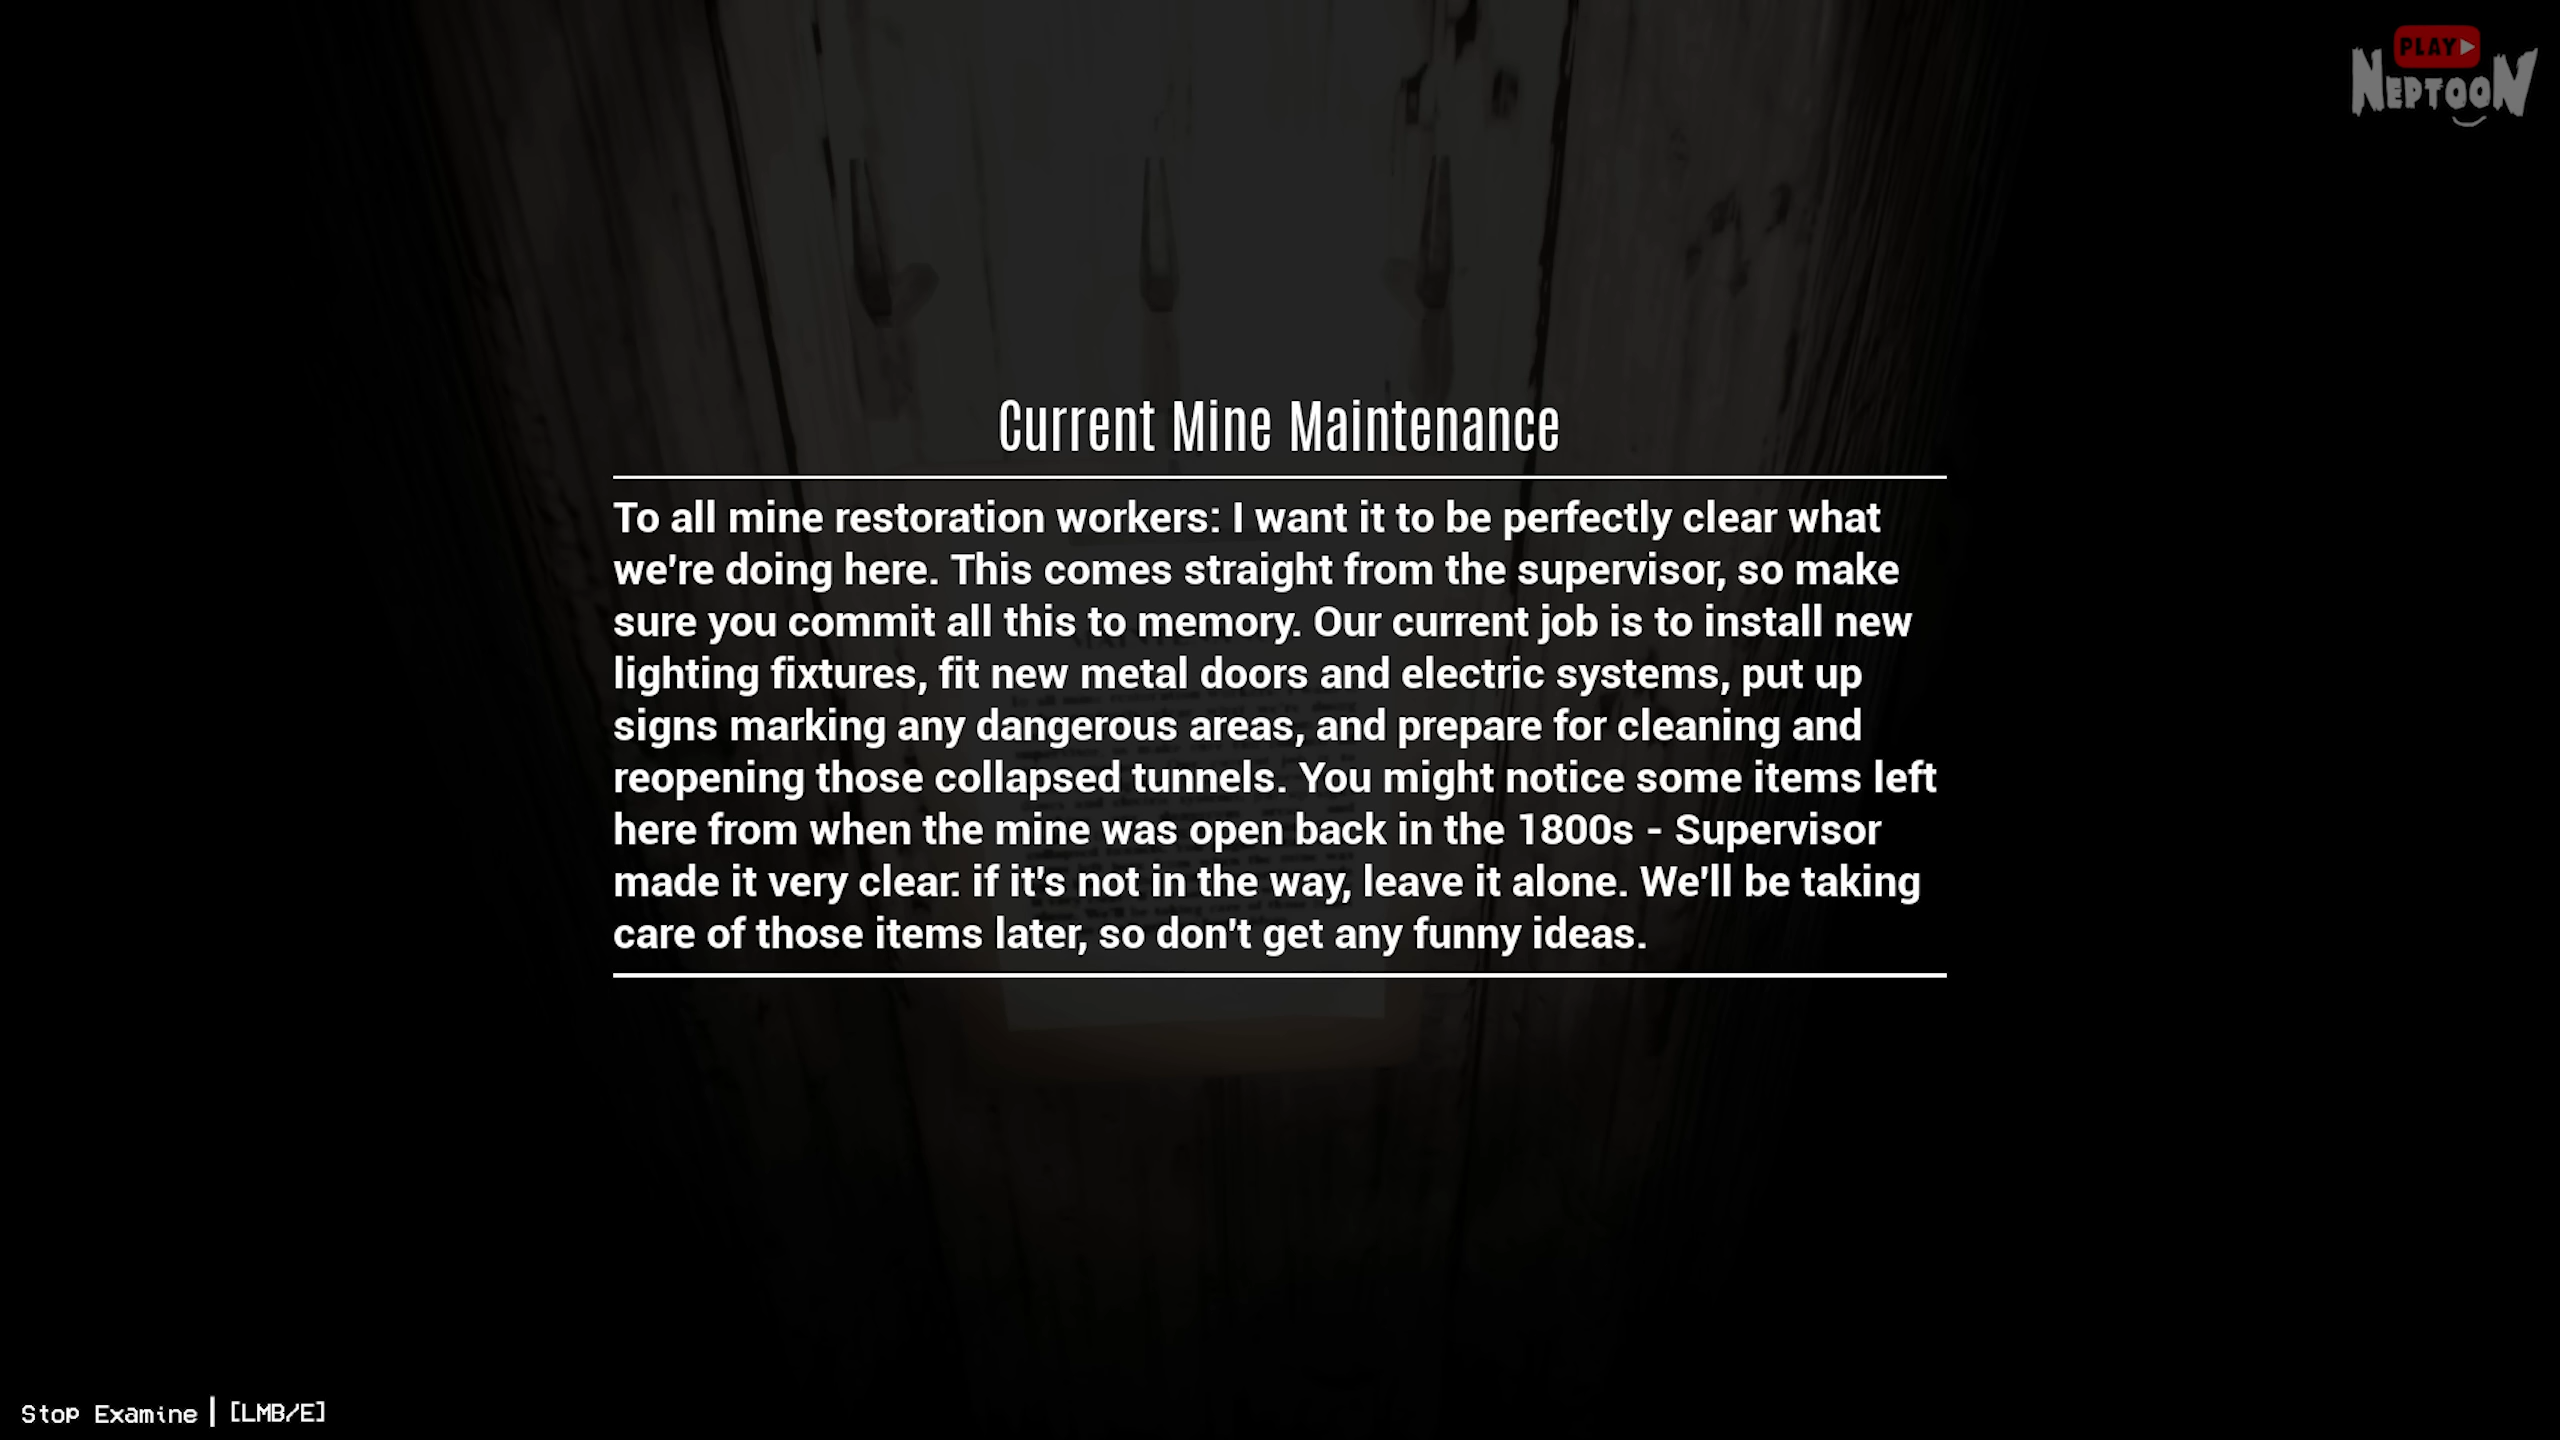 PLAY
NEPTOON
Current Mine Maintenance
To all mine restoration workers: I want it to be perfectly clear what
we're doing here. This comes straight from the supervisor, so make
sure you commit all this to memory. Our current job is to install new
lighting fixtures, fit new metal doors and electric systems, put up
signs marking any dangerous areas, and prepare for cleaning and
reopening those collapsed tunnels. You might notice some items left
here from when the mine was open back in the 1800s - Supervisor
made it very clear: if it's not in the way, leave it alone. We'll be taking
care of those items later, so don't get any funny ideas.
Stop Examine | [LMB/E]